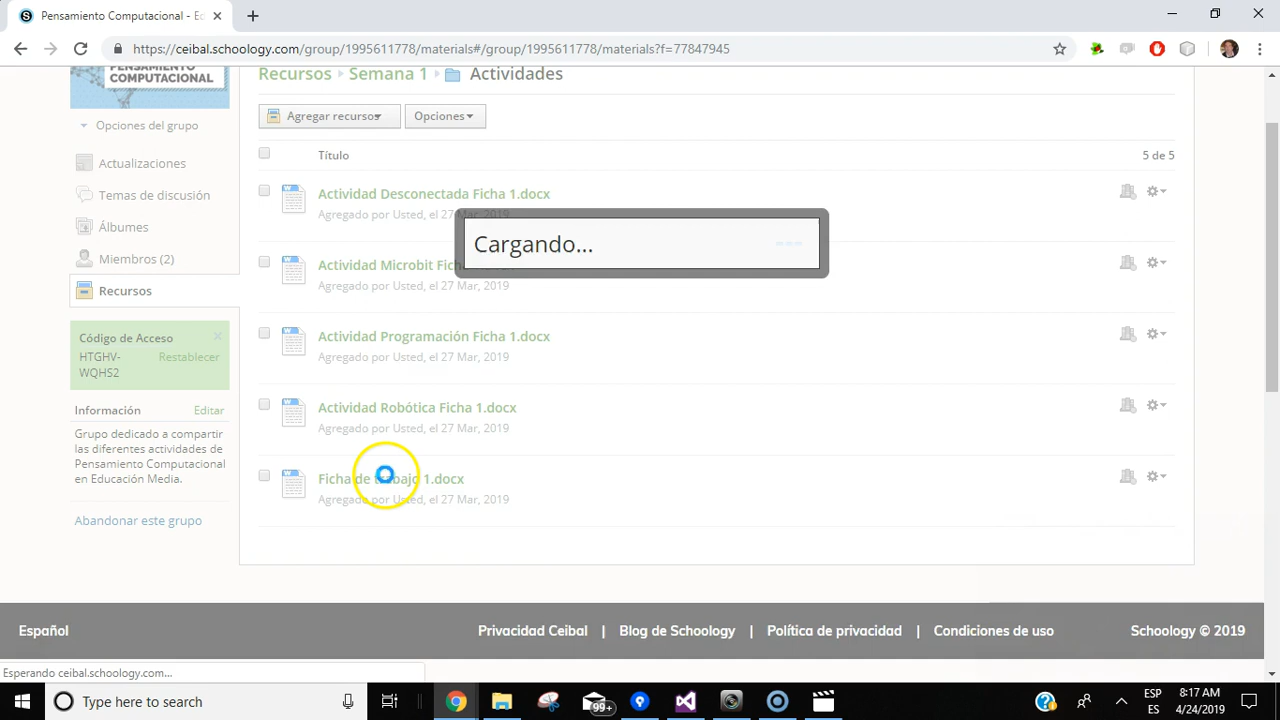 Pensamiento Computacional - Ed
https://ceibal.schoology.com/group/1995611778/materials#/group/1995611778/materials?f=77847945
PENSAMIENTO
COMPUTACIONAL
Recursos Semana 1 Actividades
Opciones del grupo
Agregar recursos Opciones
Actualizaciones
Título 5 de 5
Temas de discusión
Actividad Desconectada Ficha 1.docx
Agregado por Usted, el 27 Mar, 2019
Álbumes
Cargando...
Miembros (2)
Actividad Microbit
Agregado por Usted, el 27 Mar, 2019
Recursos
Código de Acceso
HTGHV-
WQHS2
Restablecer
Actividad Programación Ficha 1.docx
Agregado por Usted, el 27 Mar, 2019
Información Editar
Grupo dedicado a compartir
las diferentes actividades de
Pensamiento Computacional
en Educación Media.
Actividad Robótica Ficha 1.docx
Agregado por Usted, el 27 Mar, 2019
Ficha de trabajo 1.docx
Agregado por Usted, el 27 Mar, 2019
Abandonar este grupo
Español Privacidad Ceibal | Blog de Schoology | Política de privacidad | Condiciones de uso Schoology © 2019
Esperando ceibal.schoology.com...
Type here to search
99+
ESP
ES
8:17 AM
4/24/2019